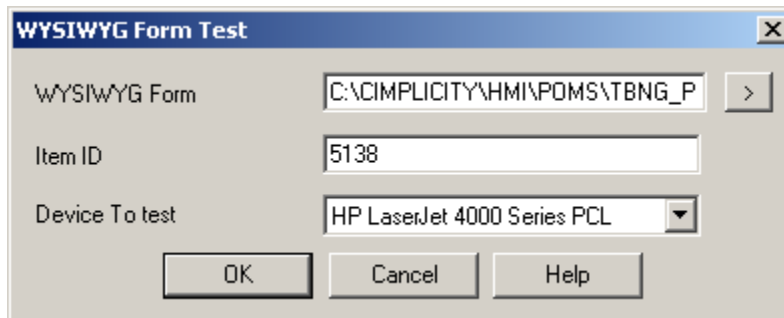 WYSIWYG Form Test
WYSIWYG Form C:\CIMPLICITY\HMI\POMS\TBNG_P >
Item ID 5138
Device To test HP LaserJet 4000 Series PCL
OK Cancel Help